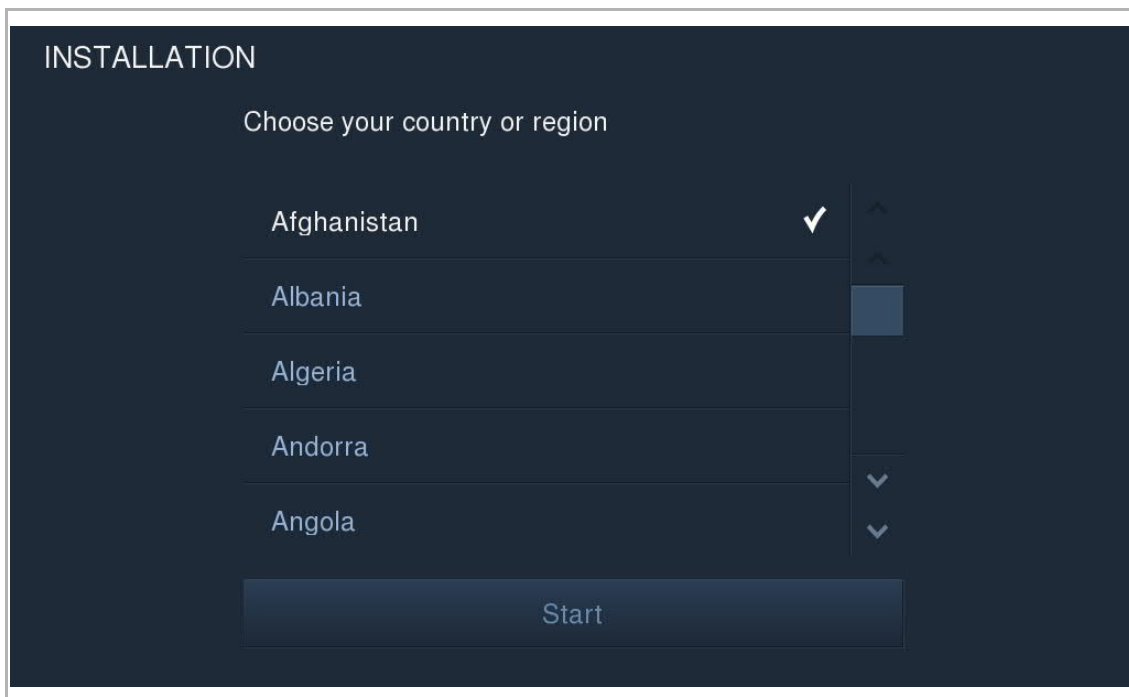 INSTALLATION
Choose your country or region
Afghanistan
Albania
Algeria
Andorra
Angola
Start